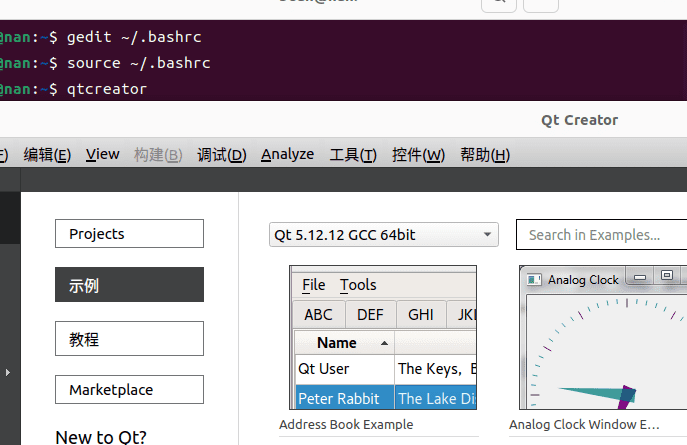 @nan:~$ gedit ~/.bashrc
@nan:~$ source ~/.bashrc
@nan:~$ qtcreator
Qt Creator
编辑(E) View 构建(B) 调试(D) Analyze 工具(T) 控件(W) 帮助(H)
Projects
示例
教程
Marketplace
New to Qt?
Qt 5.12.12 GCC 64bit
Search in Examples...
File Tools
ABC DEF GHI JK
Name
Qt User The Keys, E
Peter Rabbit The Lake Di
Address Book Example
Analog Clock
Analog Clock Window E...